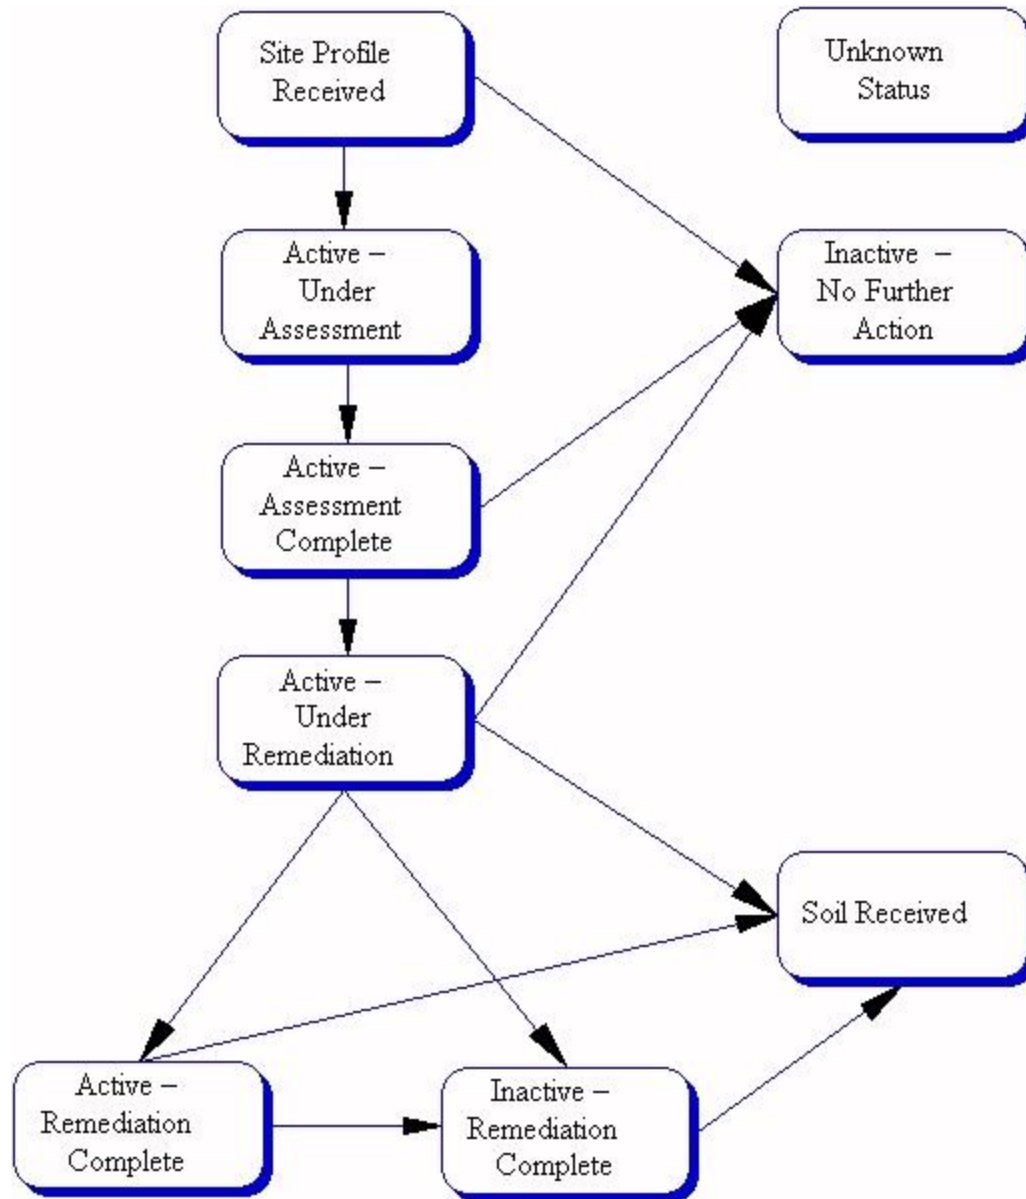 Site Profile
Received
Unknown
Status
Active –
Under
Assessment
Inactive –
No Further
Action
Active –
Assessment
Complete
Active –
Under
Remediation
Soil Received
Active –
Remediation
Complete
Inactive –
Remediation
Complete